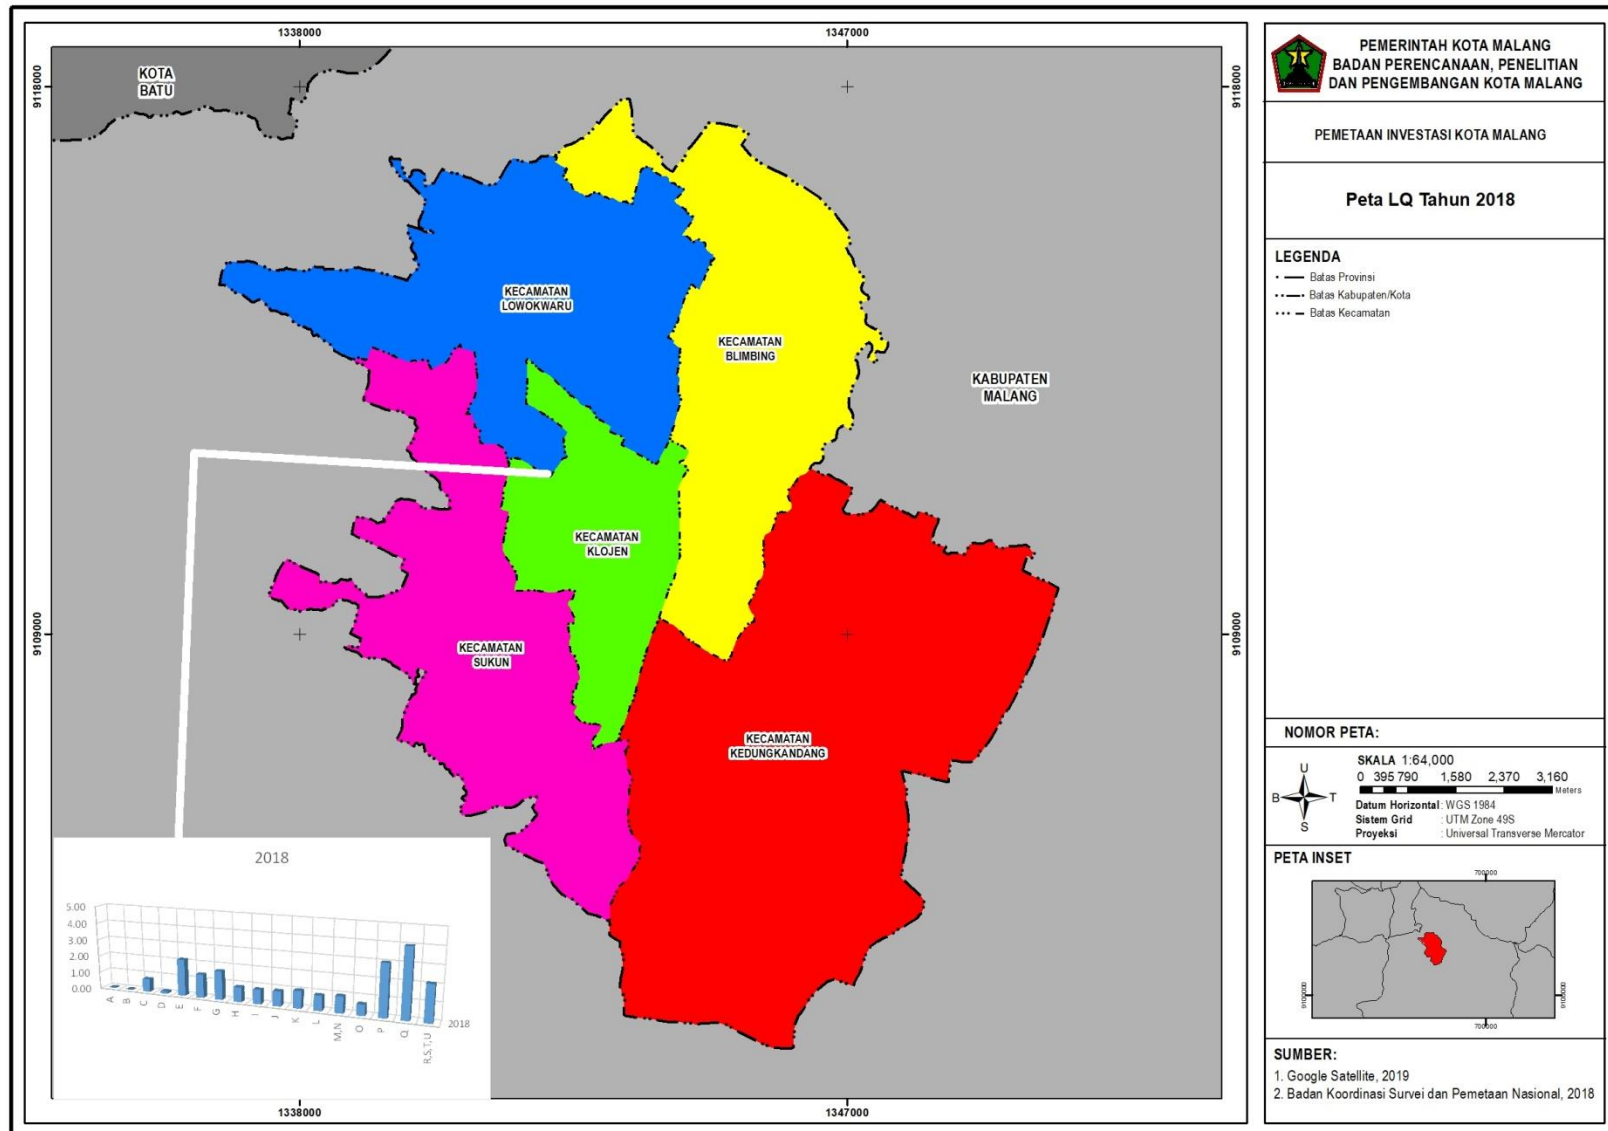 1338000
1347000
9118000
9118000
KOTA
BATU
KECAMATAN
LOWOKWARU
KECAMATAN
BLIMBING
KABUPATEN
MALANG
KECAMATAN
KLOJEN
9109000
9109000
KECAMATAN
SUKUN
KECAMATAN
KEDUNGKANDANG
2018
5.00
4.00
3.00
2.00
1.00
0.00
A
B
C
D
E
F
G
H
I
J
K
L
M,N
O
P
Q
R,S,T,U
2018
1338000
1347000
PEMERINTAH KOTA MALANG
BADAN PERENCANAAN, PENELITIAN
DAN PENGEMBANGAN KOTA MALANG
PEMETAAN INVESTASI KOTA MALANG
Peta LQ Tahun 2018
LEGENDA
Batas Provinsi
Batas Kabupaten/Kota
Batas Kecamatan
NOMOR PETA:
U
B T
S
SKALA 1:64,000
0 395 790 1,580 2,370 3,160
Meters
Datum Horizontal : WGS 1984
Sistem Grid : UTM Zone 49S
Proyeksi : Universal Transverse Mercator
PETA INSET
700000
9100000
9100000
700000
SUMBER:
1. Google Satellite, 2019
2. Badan Koordinasi Survei dan Pemetaan Nasional, 2018